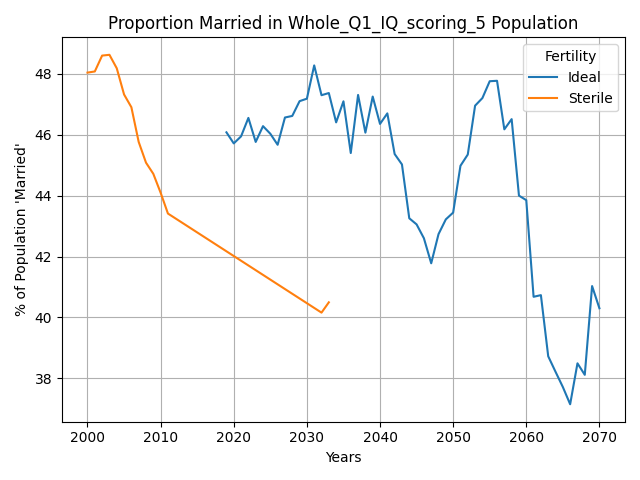 Proportion Married in Whole_Q1_IQ_scoring_5 Population
% of Population 'Married'
48
46
44
42
40
38
Fertility
Ideal
Sterile
2000 2010 2020 2030 2040 2050 2060 2070
Years